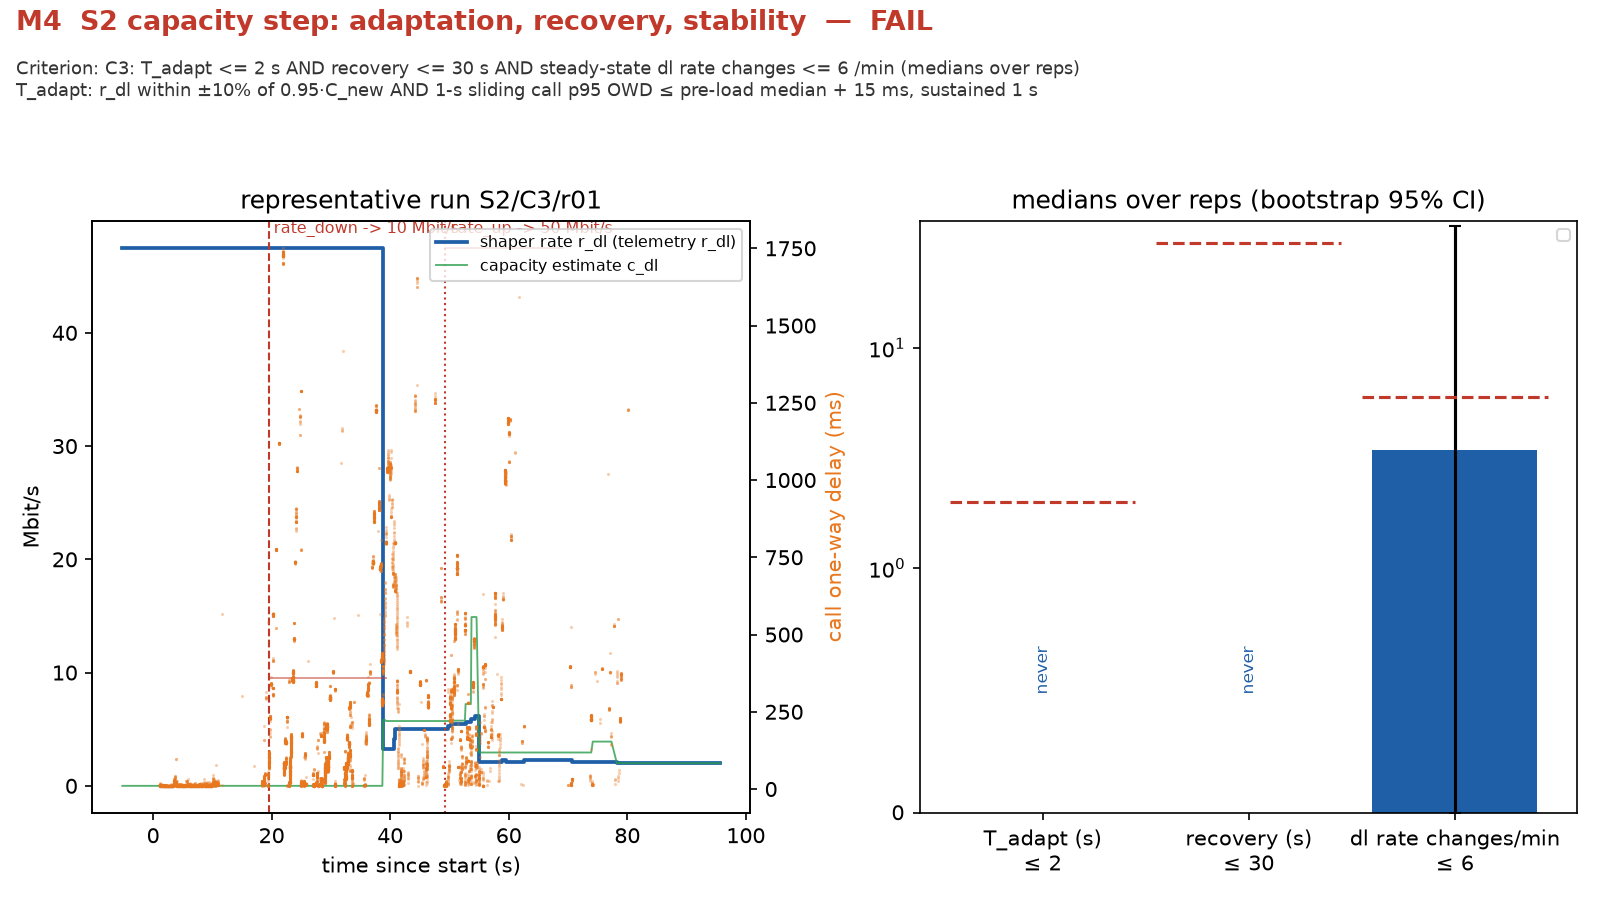 M4  S2 capacity step: adaptation, recovery, stability  —  FAIL
Criterion: C3: T_adapt <= 2 s AND recovery <= 30 s AND steady-state dl rate changes <= 6 /min (medians over reps)
T_adapt: r_dl within ±10% of 0.95·C_new AND 1-s sliding call p95 OWD ≤ pre-load median + 15 ms, sustained 1 s
representative run S2/C3/r01
rate_down -> 10 Mbit/s
rate_up -> 50 Mbit/s
shaper rate r_dl (telemetry r_dl)
capacity estimate c_dl
Mbit/s
40
30
20
10
0
1750
1500
1250
1000
750
500
250
0
call one-way delay (ms)
0 20 40 60 80 100
time since start (s)
medians over reps (bootstrap 95% CI)
10¹
10⁰
0
never
never
T_adapt (s)
≤ 2
recovery (s)
≤ 30
dl rate changes/min
≤ 6